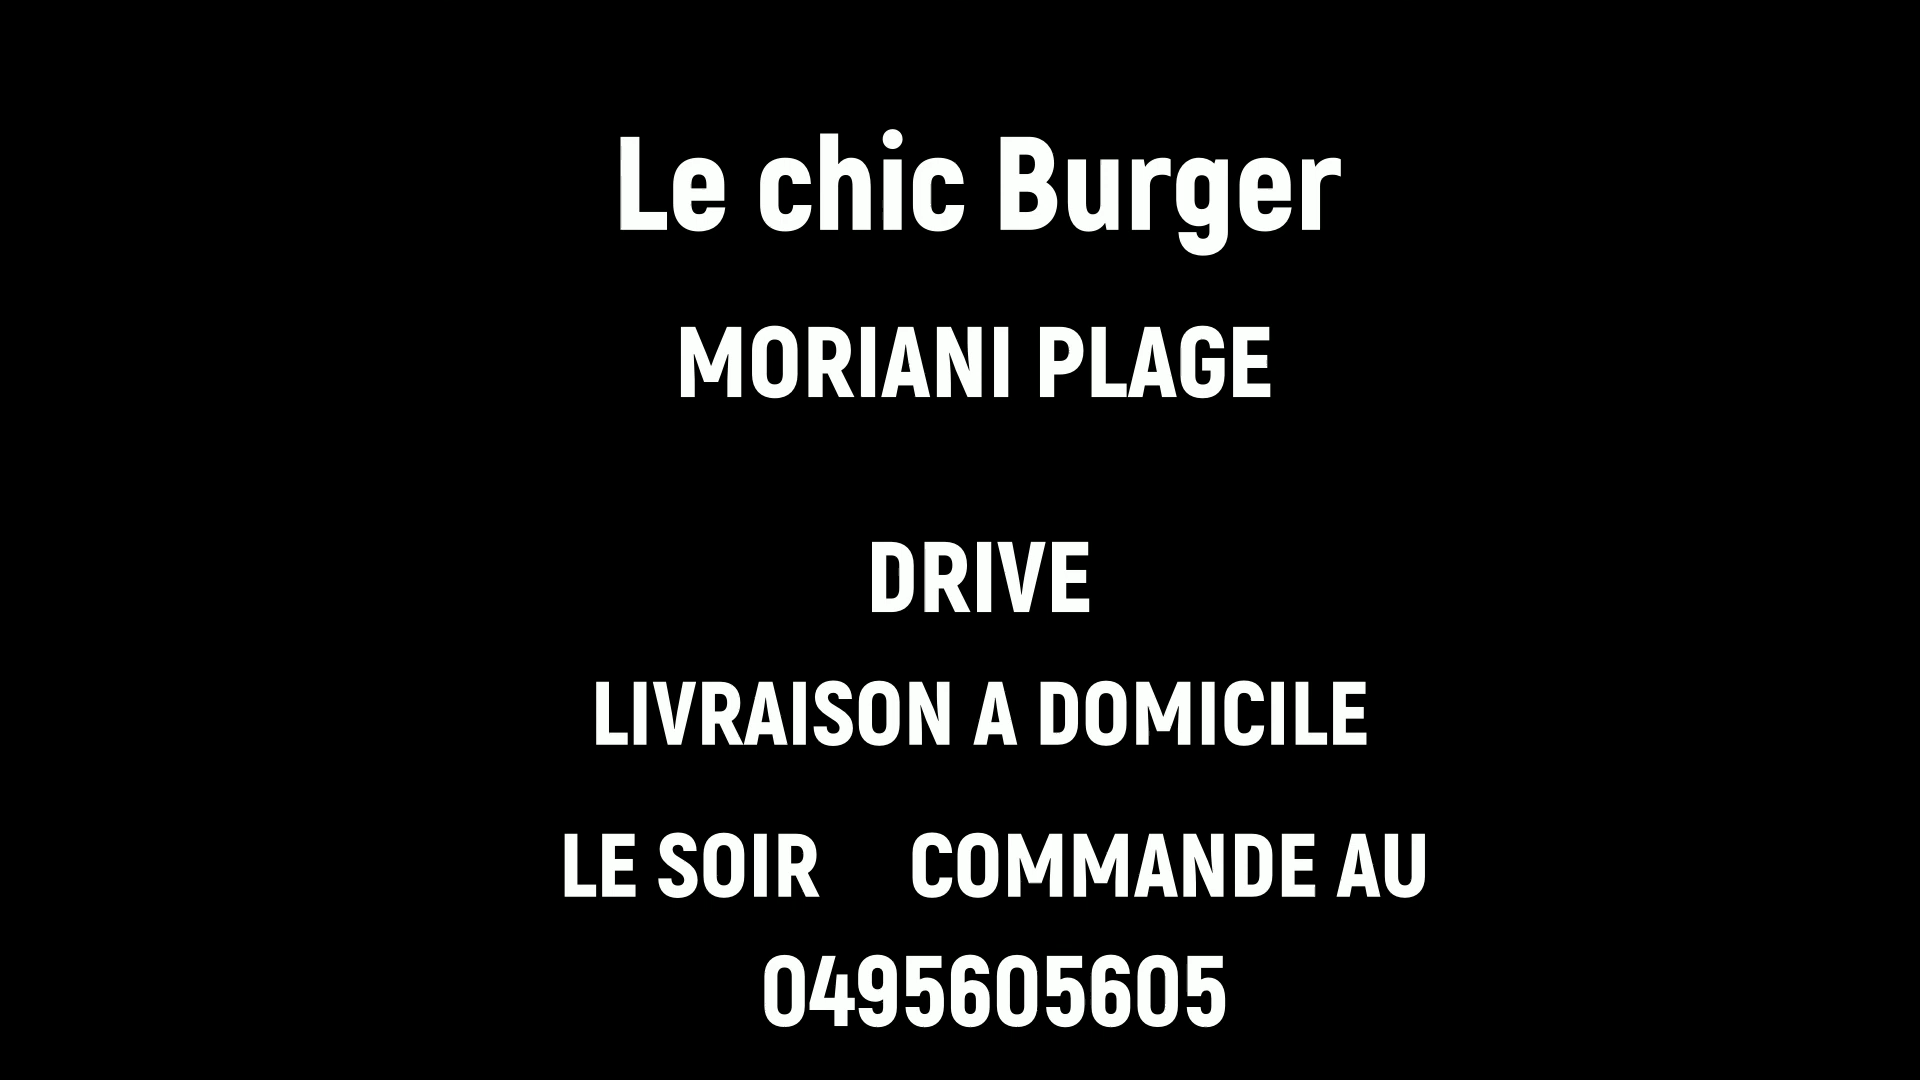 Le chic Burger
MORIANI PLAGE
DRIVE
LIVRAISON A DOMICILE
LE SOIR COMMANDE AU
0495605605